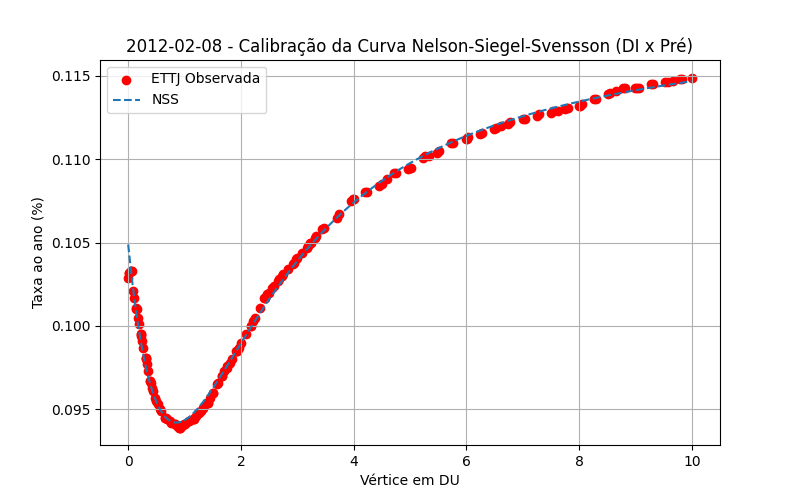 2012-02-08 - Calibração da Curva Nelson-Siegel-Svensson (DI x Pré)
ETTJ Observada
NSS
Taxa ao ano (%)
0.115
0.110
0.105
0.100
0.095
0
2
4
6
8
10
Vértice em DU